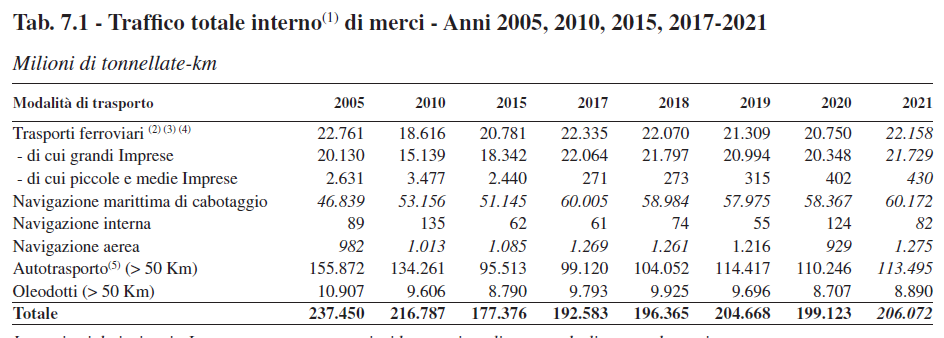 Tab. 7.1 - Traffico totale interno(1) di merci - Anni 2005, 2010, 2015, 2017-2021
Milioni di tonnellate-km
Modalità di trasporto 2005 2010 2015 2017 2018 2019 2020 2021
Trasporti ferroviari (2) (3) (4) 22.761 18.616 20.781 22.335 22.070 21.309 20.750 22.158
- di cui grandi Imprese 20.130 15.139 18.342 22.064 21.797 20.994 20.348 21.729
- di cui piccole e medie Imprese 2.631 3.477 2.440 271 273 315 402 430
Navigazione marittima di cabotaggio 46.839 53.156 51.145 60.005 58.984 57.975 58.367 60.172
Navigazione interna 89 135 62 61 74 55 124 82
Navigazione aerea 982 1.013 1.085 1.269 1.261 1.216 929 1.275
Autotrasporto(5) (> 50 Km) 155.872 134.261 95.513 99.120 104.052 114.417 110.246 113.495
Oleodotti (> 50 Km) 10.907 9.606 8.790 9.793 9.925 9.696 8.707 8.890
Totale 237.450 216.787 177.376 192.583 196.365 204.668 199.123 206.072